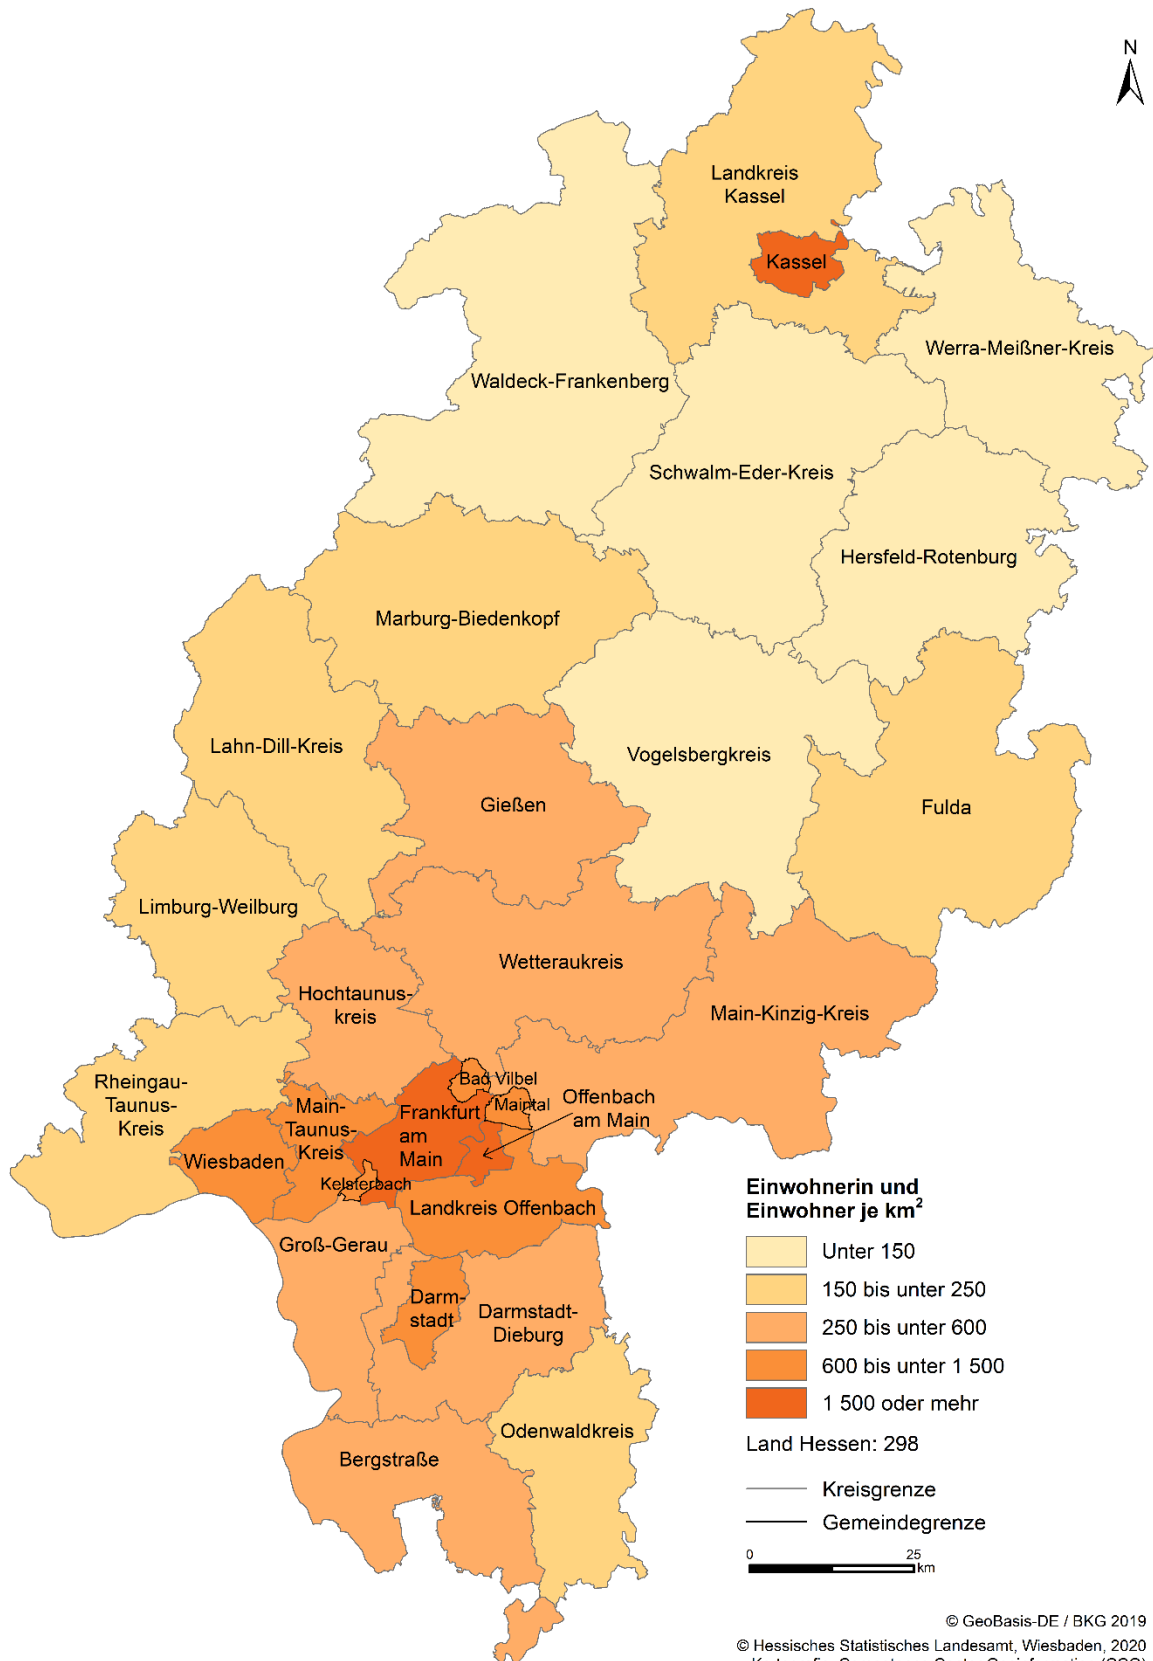 N
Landkreis
Kassel
Kassel
Werra-Meißner-Kreis
Waldeck-Frankenberg
Schwalm-Eder-Kreis
Hersfeld-Rotenburg
Marburg-Biedenkopf
Lahn-Dill-Kreis
Vogelsbergkreis
Gießen
Fulda
Limburg-Weilburg
Wetteraukreis
Hochtaunus-
kreis
Main-Kinzig-Kreis
Bad Vilbel
Rheingau-
Taunus-
Kreis
Main-
Taunus-
Kreis
Frankfurt
am
Main
Maintal
Offenbach
am Main
Wiesbaden
Kelsterbach
Landkreis Offenbach
Groß-Gerau
Darm-
stadt
Darmstadt-
Dieburg
Odenwaldkreis
Bergstraße
Einwohnerin und
Einwohner je km²
Unter 150
150 bis unter 250
250 bis unter 600
600 bis unter 1 500
1 500 oder mehr
Land Hessen: 298
Kreisgrenze
Gemeindegrenze
0 25
km
© GeoBasis-DE / BKG 2019
© Hessisches Statistisches Landesamt, Wiesbaden, 2020